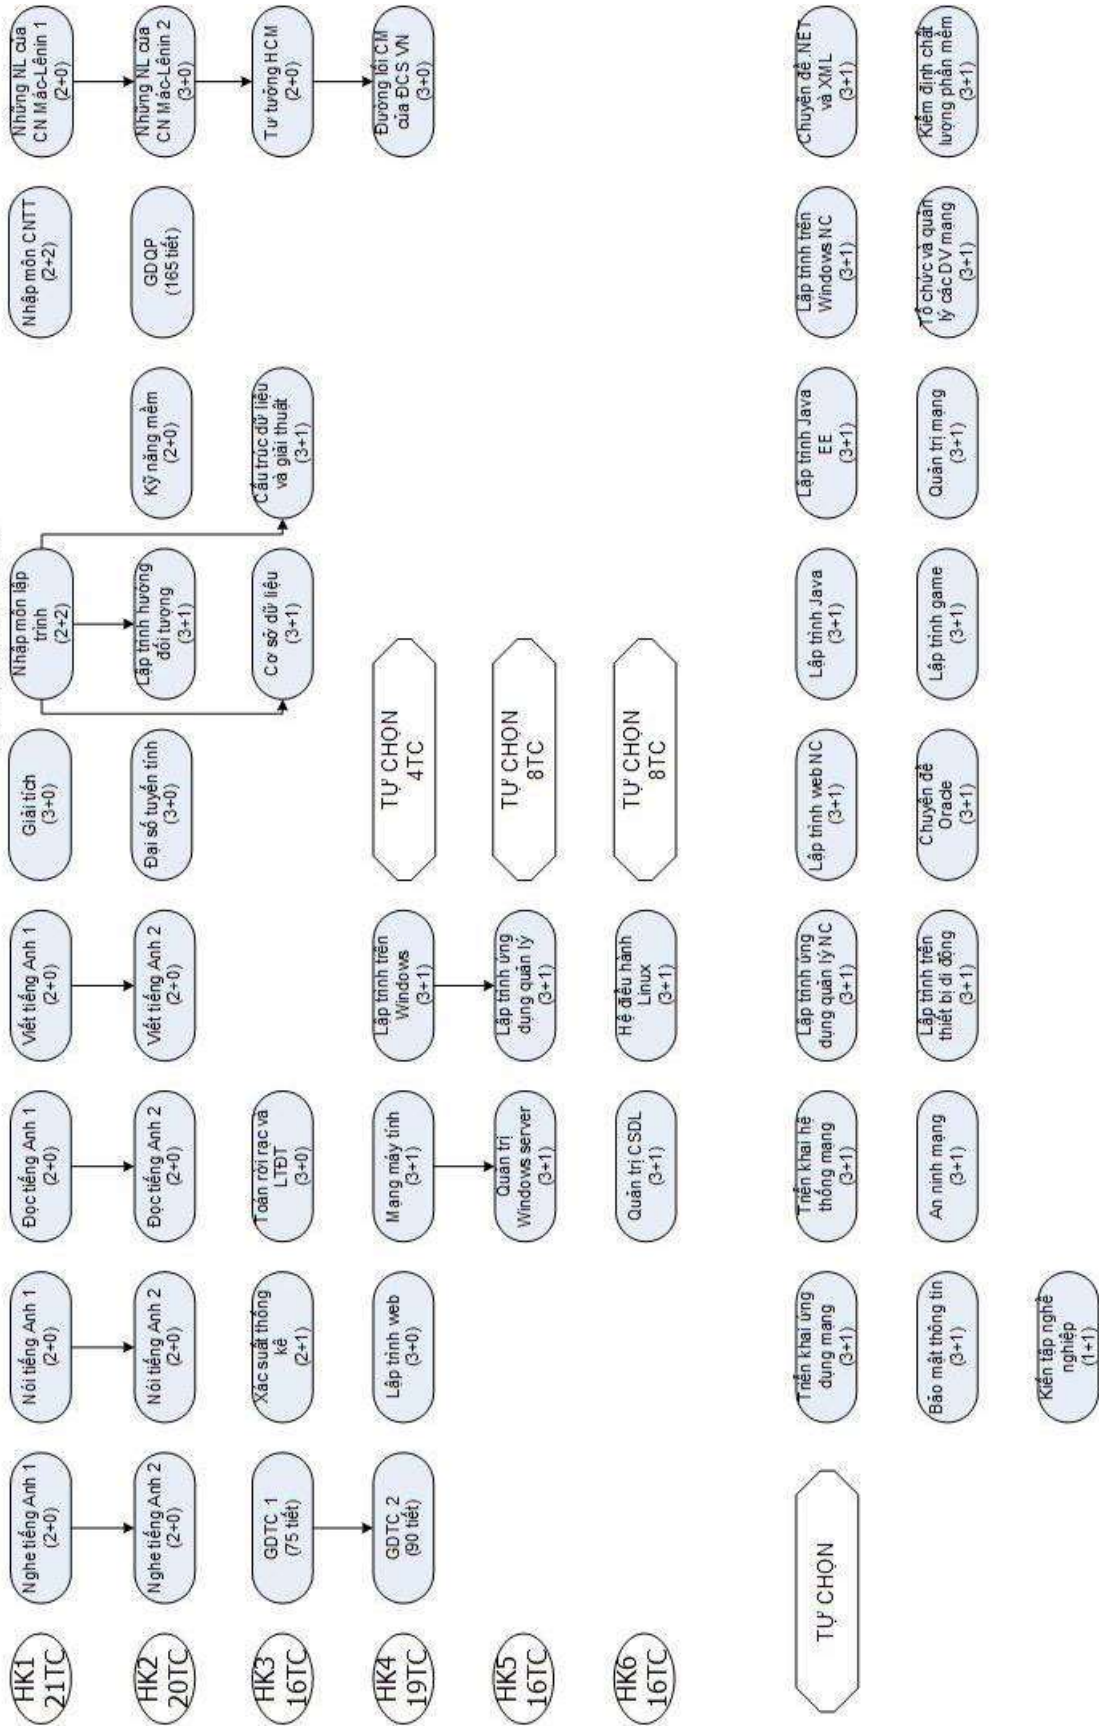 HK1
21TC
Nghe tiếng Anh 1
(2+0)
Nói tiếng Anh 1
(2+0)
Đọc tiếng Anh 1
(2+0)
Viết tiếng Anh 1
(2+0)
Giải tích
(3+0)
Nhập môn lập
trình
(2+2)
Nhập môn CNTT
(2+2)
Những NL của
CN Mác-Lênin 1
(2+0)
HK2
20TC
Nghe tiếng Anh 2
(2+0)
Nói tiếng Anh 2
(2+0)
Đọc tiếng Anh 2
(2+0)
Viết tiếng Anh 2
(2+0)
Đại số tuyến tính
(3+0)
Lập trình hướng
đối tượng
(3+1)
Kỹ năng mềm
(2+0)
GDQP
(165 tiết)
Những NL của
CN Mác-Lênin 2
(3+0)
HK3
16TC
GDTC 1
(75 tiết)
Xác suất thống
kê
(2+1)
Toán rời rạc và
LTĐT
(3+0)
Cơ sở dữ liệu
(3+1)
Cấu trúc dữ liệu
và giải thuật
(3+1)
Tư tưởng HCM
(2+0)
HK4
19TC
GDTC 2
(90 tiết)
Lập trình web
(3+0)
Mạng máy tính
(3+1)
Lập trình trên
Windows
(3+1)
TỰ CHỌN
4TC
Đường lối CM
của ĐCS VN
(3+0)
HK5
16TC
Quản trị
Windows server
(3+1)
Lập trình ứng
dụng quản lý
(3+1)
TỰ CHỌN
8TC
HK6
16TC
Quản trị CSDL
(3+1)
Hệ điều hành
Linux
(3+1)
TỰ CHỌN
8TC
TỰ CHỌN
Triển khai ứng
dụng mạng
(3+1)
Triển khai hệ
thống mạng
(3+1)
Lập trình ứng
dụng quản lý NC
(3+1)
Lập trình web NC
(3+1)
Lập trình Java
(3+1)
Lập trình Java
EE
(3+1)
Lập trình trên
Windows NC
(3+1)
Chuyên đề .NET
và XML
(3+1)
Bảo mật thông tin
(3+1)
An ninh mạng
(3+1)
Lập trình trên
thiết bị di động
(3+1)
Chuyên đề
Oracle
(3+1)
Lập trình game
(3+1)
Quản trị mạng
(3+1)
Tổ chức và quản
lý các DV mạng
(3+1)
Kiểm định chất
lượng phần mềm
(3+1)
Kiến tập nghề
nghiệp
(1+1)